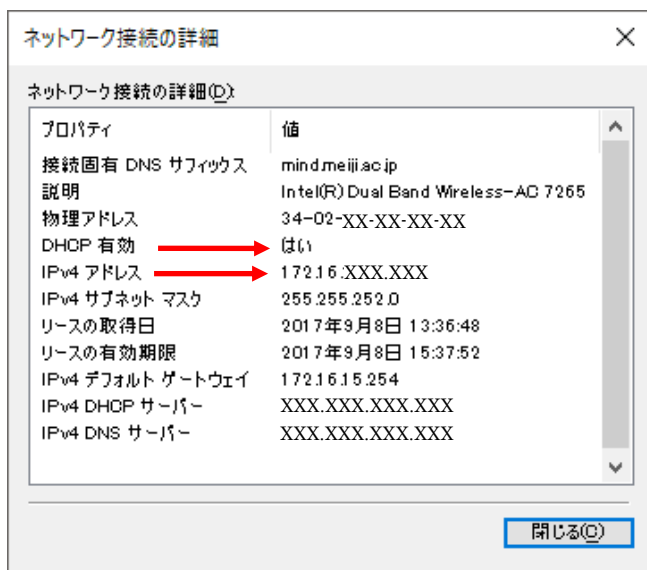 ネットワーク接続の詳細
ネットワーク接続の詳細(D):
プロパティ 値
接続固有 DNS サフィックス mind.meiji.ac.jp
説明 Intel(R) Dual Band Wireless-AC 7265
物理アドレス 34-02-XX-XX-XX-XX
DHCP 有効 はい
IPv4 アドレス 172.16.XXX.XXX
IPv4 サブネット マスク 255.255.252.0
リースの取得日 2017年9月8日 13:36:48
リースの有効期限 2017年9月8日 15:37:52
IPv4 デフォルト ゲートウェイ 172.16.15.254
IPv4 DHCP サーバー XXX.XXX.XXX.XXX
IPv4 DNS サーバー XXX.XXX.XXX.XXX
閉じる(C)